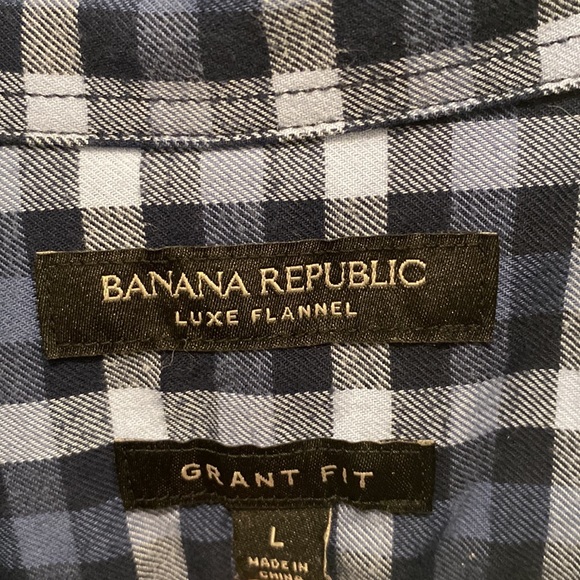 BANANA REPUBLIC
LUXE FLANNEL
GRANT FIT
L
MADE IN
CHINA